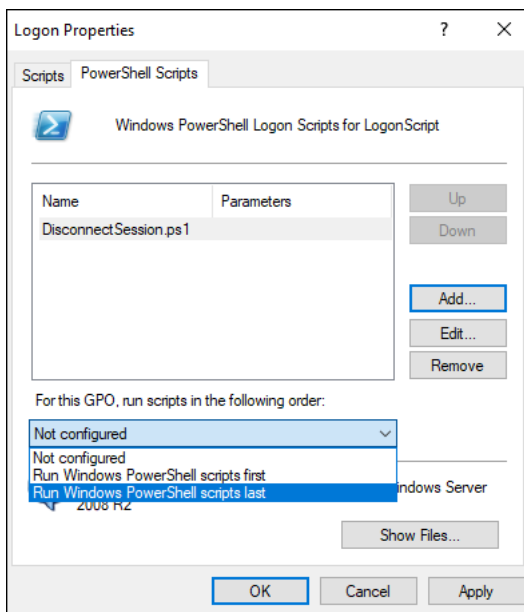 Logon Properties
? ×
Scripts PowerShell Scripts
Windows PowerShell Logon Scripts for LogonScript
Name Parameters
DisconnectSession.ps1
Up
Down
Add...
Edit...
Remove
For this GPO, run scripts in the following order:
Not configured
Not configured
Run Windows PowerShell scripts first
Run Windows PowerShell scripts last
indows Server
2008 R2
Show Files...
OK Cancel Apply